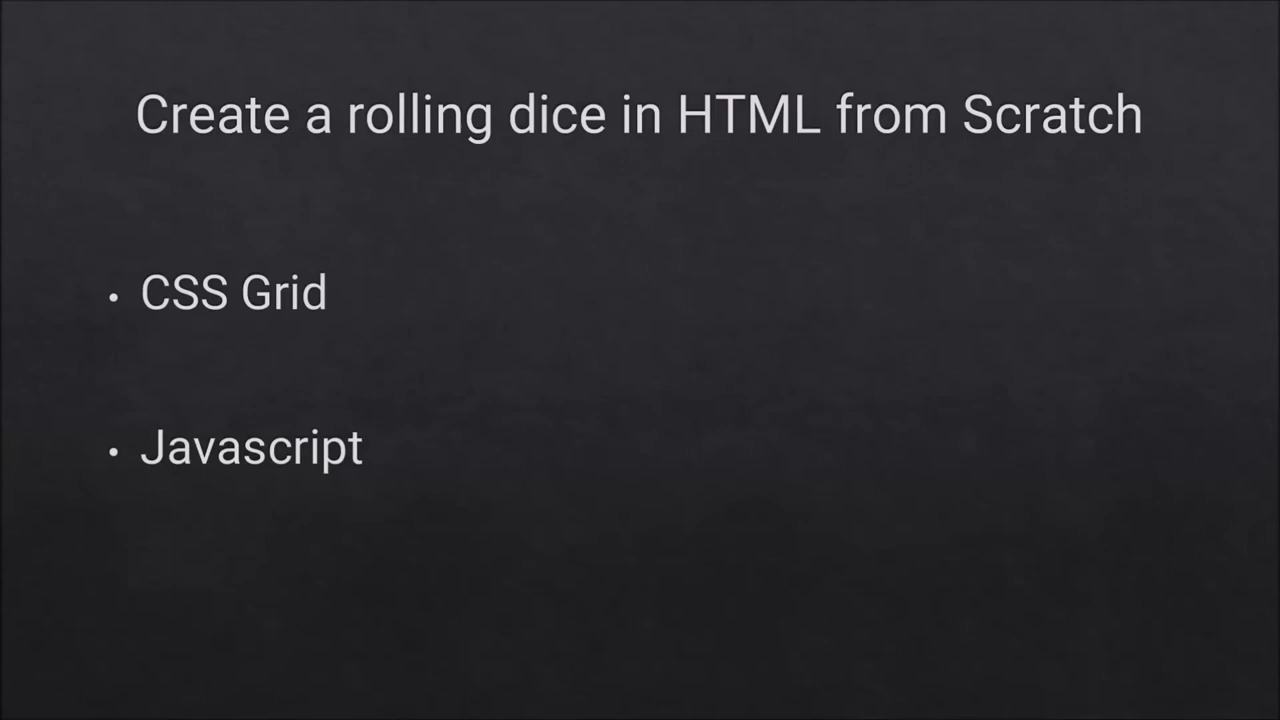 Create a rolling dice in HTML from Scratch
• CSS Grid
• Javascript